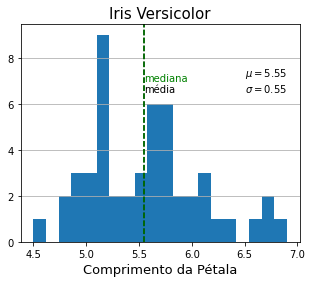 Iris Versicolor
8
6
4
2
0
mediana
média
μ = 5.55
σ = 0.55
4.5 5.0 5.5 6.0 6.5 7.0
Comprimento da Pétala